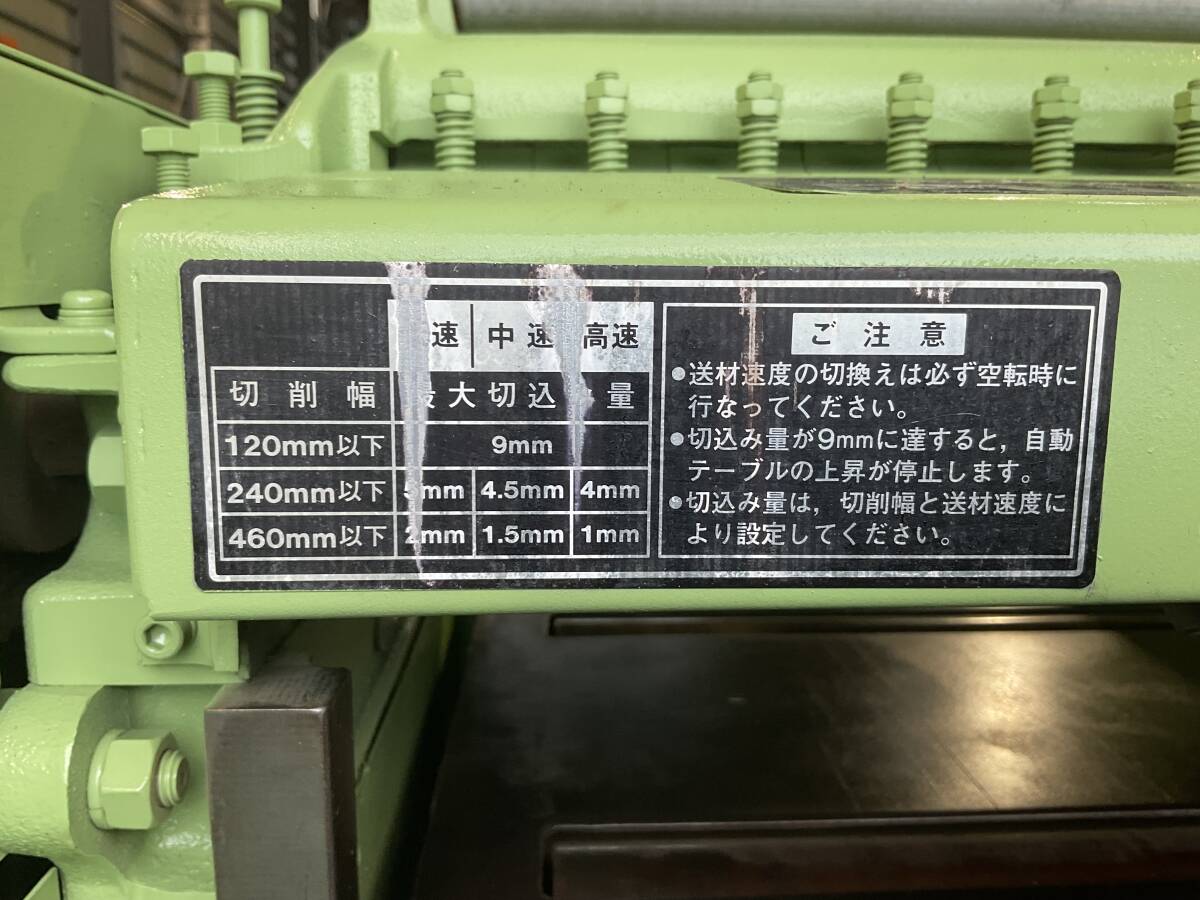 速 中速 高速
切削幅 最大切込 量
120mm以下 9mm
240mm以下 5mm 4.5mm 4mm
460mm以下 2mm 1.5mm 1mm
ご注意
●送材速度の切換えは必ず空転時に
行なってください。
●切込み量が9mmに達すると，自動
テーブルの上昇が停止します。
●切込み量は，切削幅と送材速度に
より設定してください。